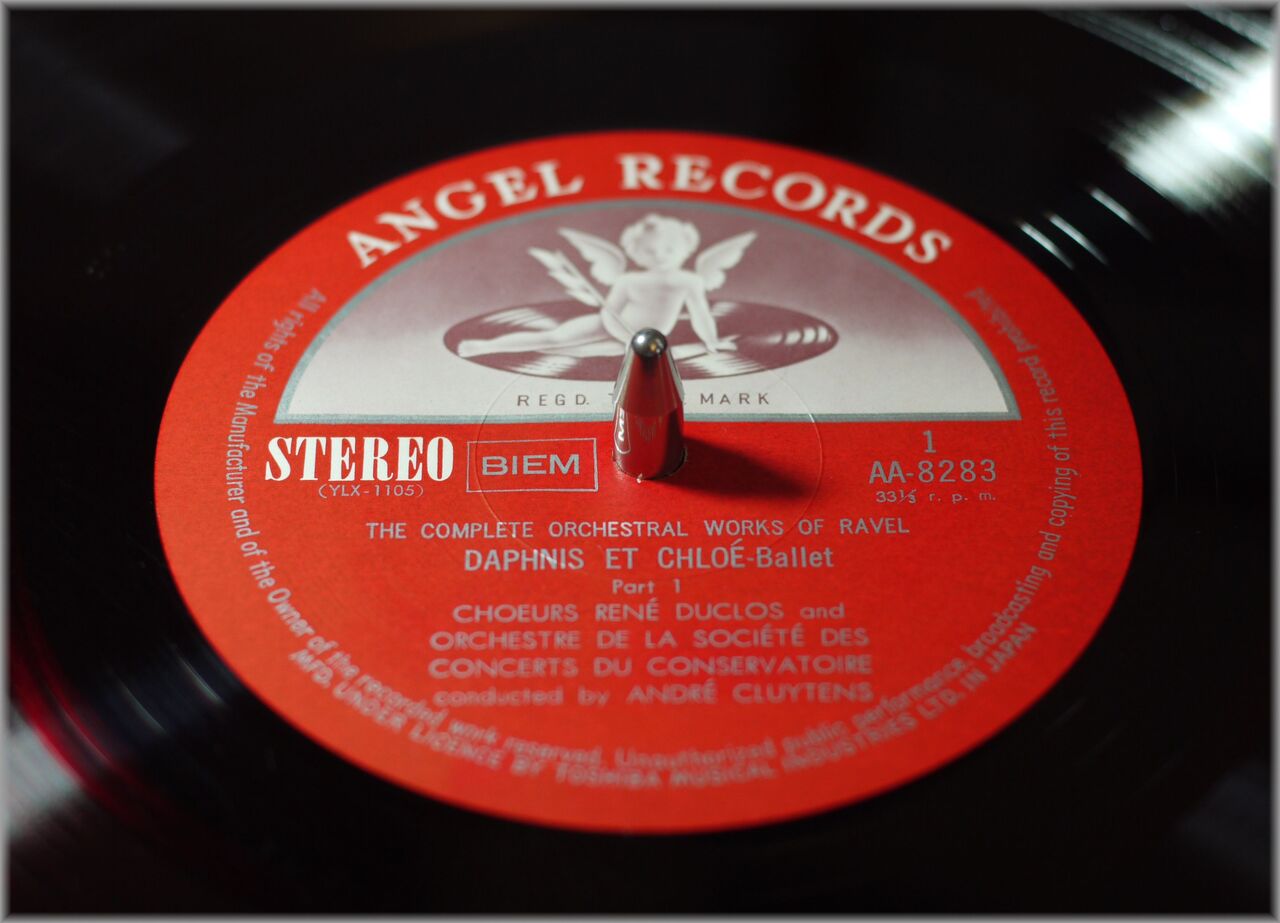 ANGEL RECORDS
REGD. MARK
STEREO
(YLX-1105)
BIEM
1
AA-8283
33⅓ r. p. m.
THE COMPLETE ORCHESTRAL WORKS OF RAVEL
DAPHNIS ET CHLOÉ-Ballet
Part 1
CHOEURS RENÉ DUCLOS and
ORCHESTRE DE LA SOCIÉTÉ DES
CONCERTS DU CONSERVATOIRE
conducted by ANDRÉ CLUYTENS
All rights of the Manufacturer and of the Owner of the recorded work reserved. Unauthorized public performance, broadcasting and copying of this record prohibited
MFD. UNDER LICENCE BY TOSHIBA MUSICAL INDUSTRIES LTD. IN JAPAN